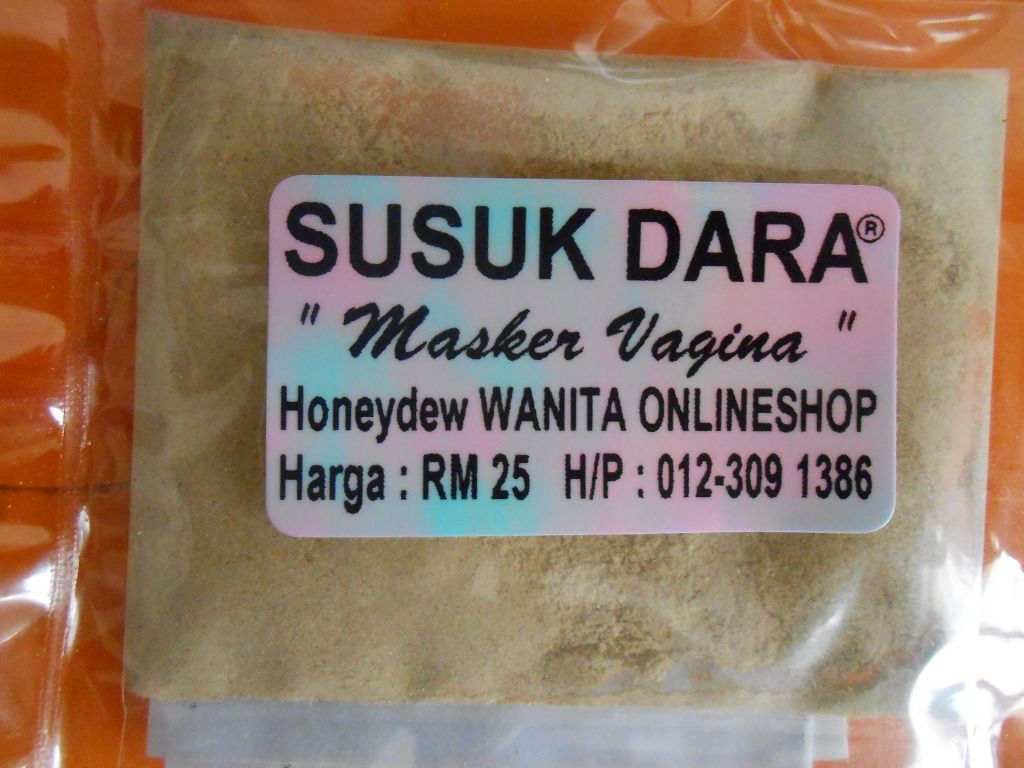 SUSUK DARA®
" Masker Vagina "
Honeydew WANITA ONLINESHOP
Harga : RM 25 H/P : 012-309 1386